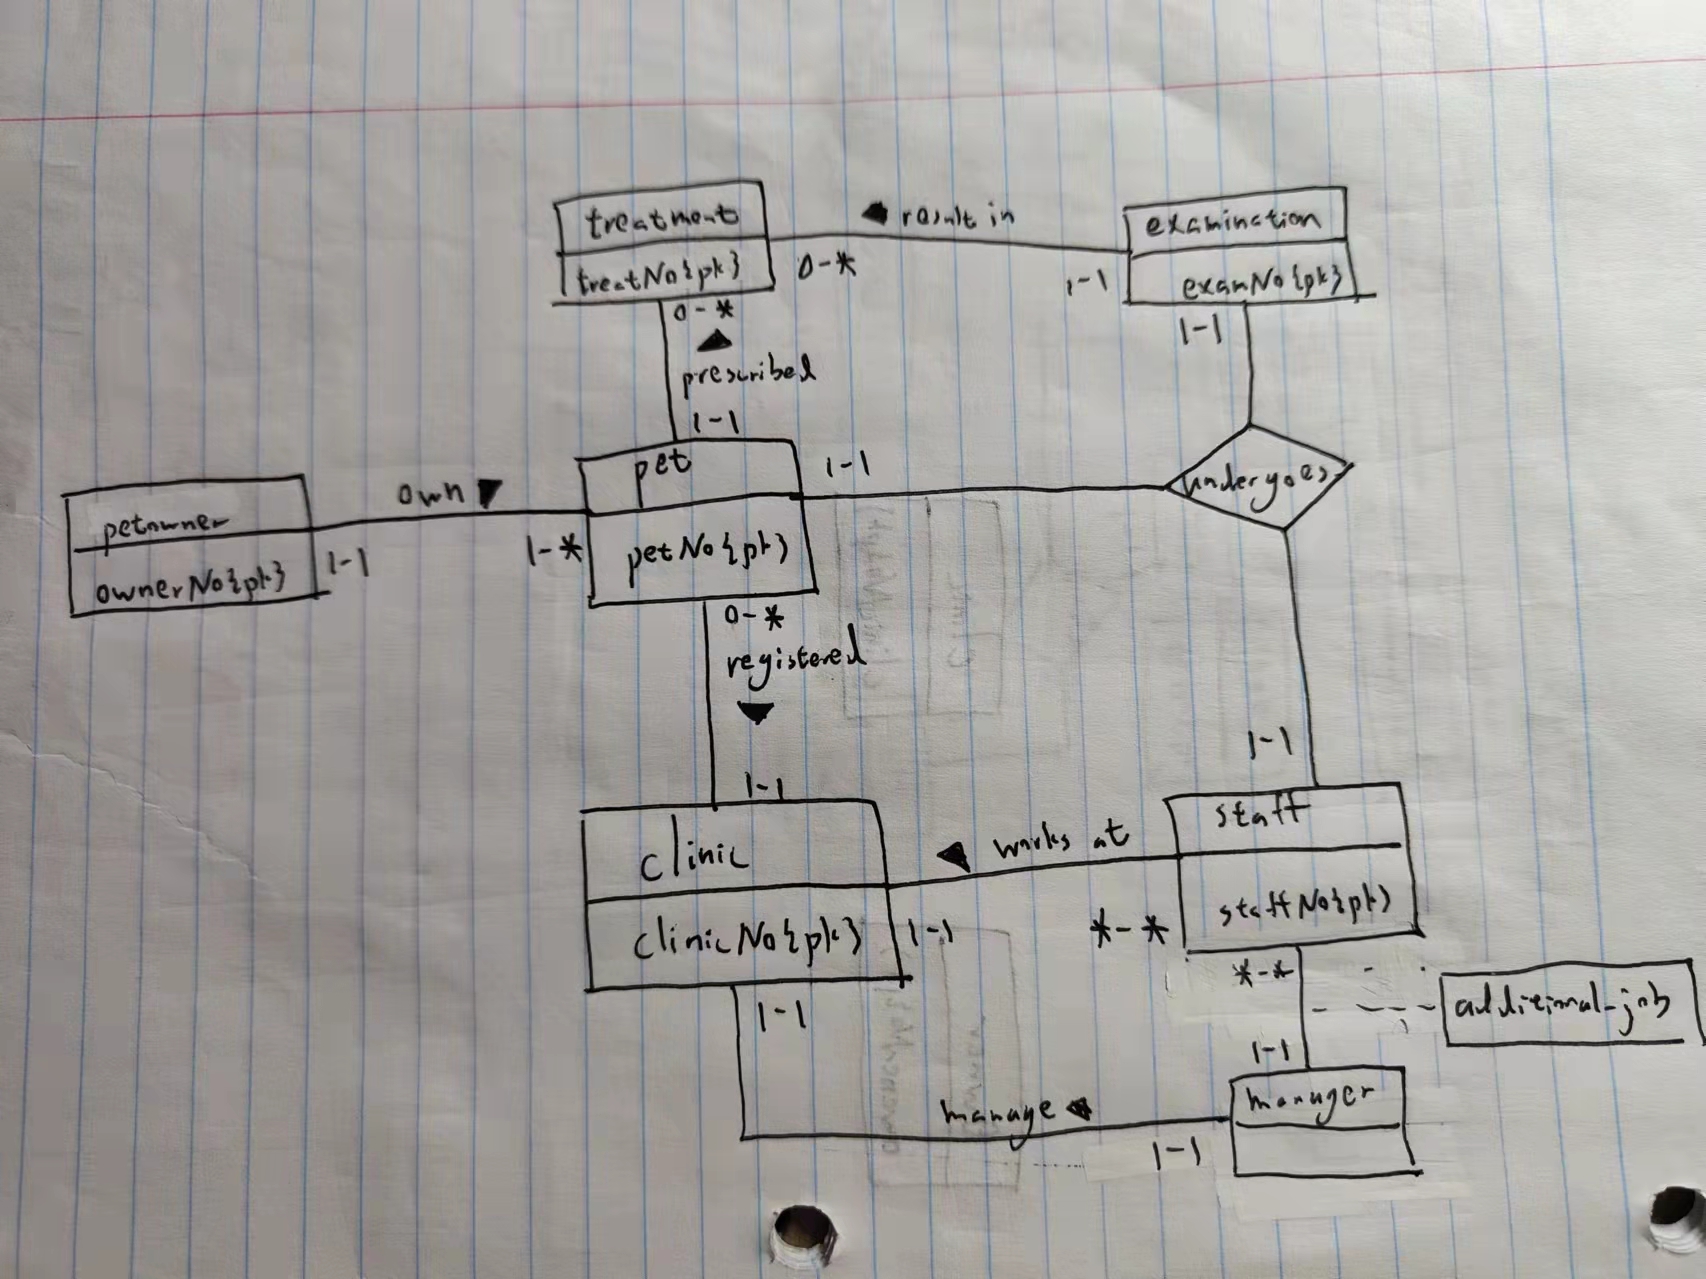 treatment
treatNo{pk}
0-*
result in
1-1
examination
examNo{pk}
1-1
0-*
prescribed
1-1
pet
petNo{pk}
1-1
undergoes
petowner
ownerNo{pk}
1-1
own
1-*
0-*
registered
1-1
clinic
clinicNo{pk}
1-1
works at
*-*
1-1
staff
staffNo{pk}
*-*
additional-job
1-1
manager
1-1
manage
1-1